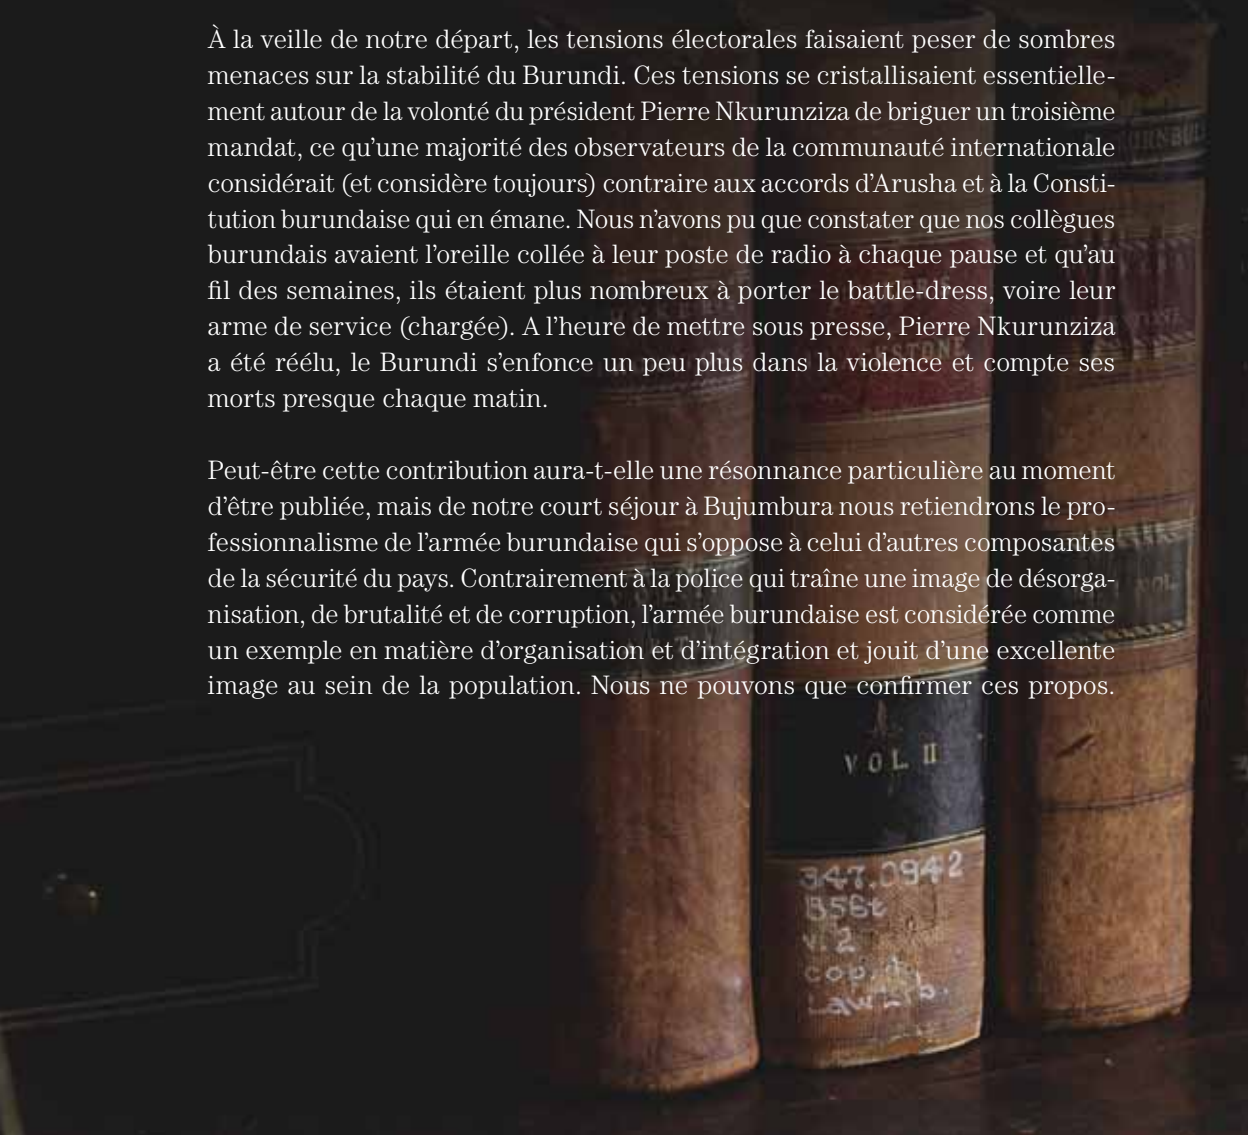 À la veille de notre départ, les tensions électorales faisaient peser de sombres
menaces sur la stabilité du Burundi. Ces tensions se cristallisaient essentielle-
ment autour de la volonté du président Pierre Nkurunziza de briguer un troisième
mandat, ce qu’une majorité des observateurs de la communauté internationale
considérait (et considère toujours) contraire aux accords d’Arusha et à la Consti-
tution burundaise qui en émane. Nous n’avons pu que constater que nos collègues
burundais avaient l’oreille collée à leur poste de radio à chaque pause et qu’au
fil des semaines, ils étaient plus nombreux à porter le battle-dress, voire leur
arme de service (chargée). A l’heure de mettre sous presse, Pierre Nkurunziza
a été réélu, le Burundi s’enfonce un peu plus dans la violence et compte ses
morts presque chaque matin.
Peut-être cette contribution aura-t-elle une résonnance particulière au moment
d’être publiée, mais de notre court séjour à Bujumbura nous retiendrons le pro-
fessionnalisme de l’armée burundaise qui s’oppose à celui d’autres composantes
de la sécurité du pays. Contrairement à la police qui traîne une image de désorga-
nisation, de brutalité et de corruption, l’armée burundaise est considérée comme
un exemple en matière d’organisation et d’intégration et jouit d’une excellente
image au sein de la population. Nous ne pouvons que confirmer ces propos.
VOL II
347.0942
v. 2
Law Lib.